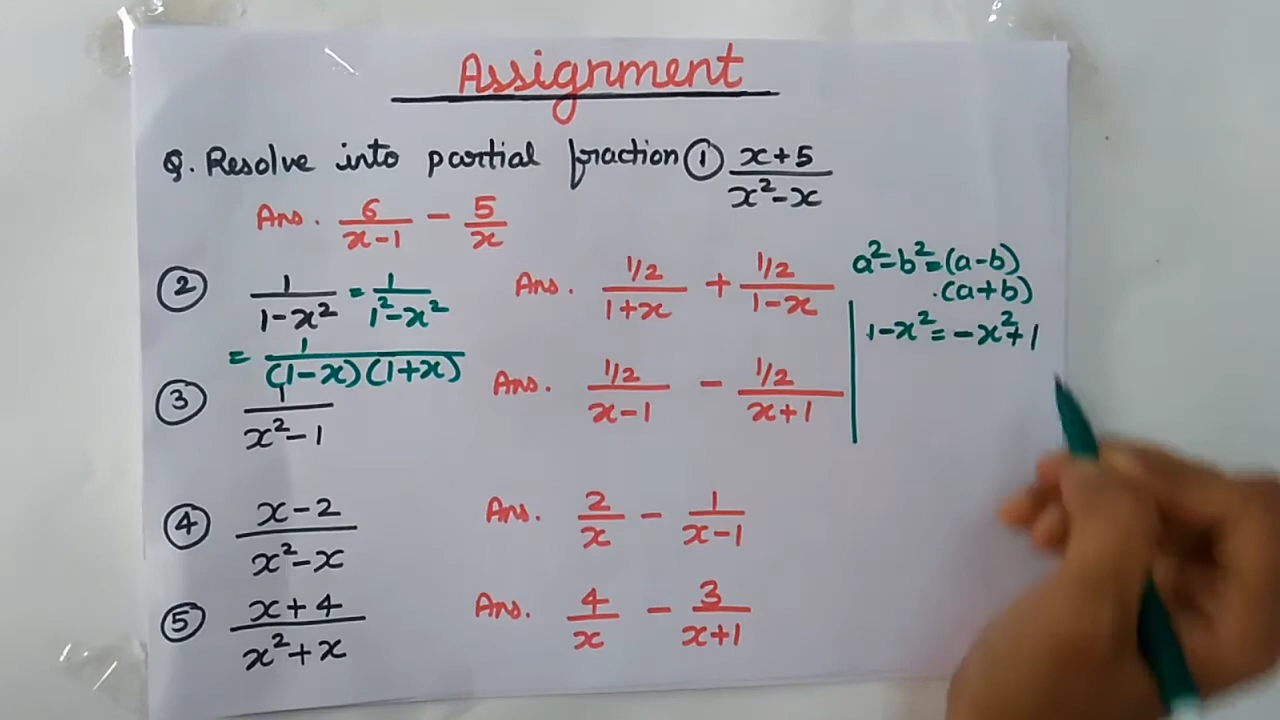 Assignment
Q. Resolve into partial fraction ① (x+5)/(x²-x)
Ans. 6/(x-1) - 5/x
② 1/(1-x²) = 1/(1²-x²) Ans. (1/2)/(1+x) + (1/2)/(1-x)
= 1/((1-x)(1+x))
a²-b²=(a-b)
.(a+b)
1-x²=-x²+1
③ 1/(x²-1) Ans. (1/2)/(x-1) - (1/2)/(x+1)
④ (x-2)/(x²-x) Ans. 2/x - 1/(x-1)
⑤ (x+4)/(x²+x) Ans. 4/x - 3/(x+1)